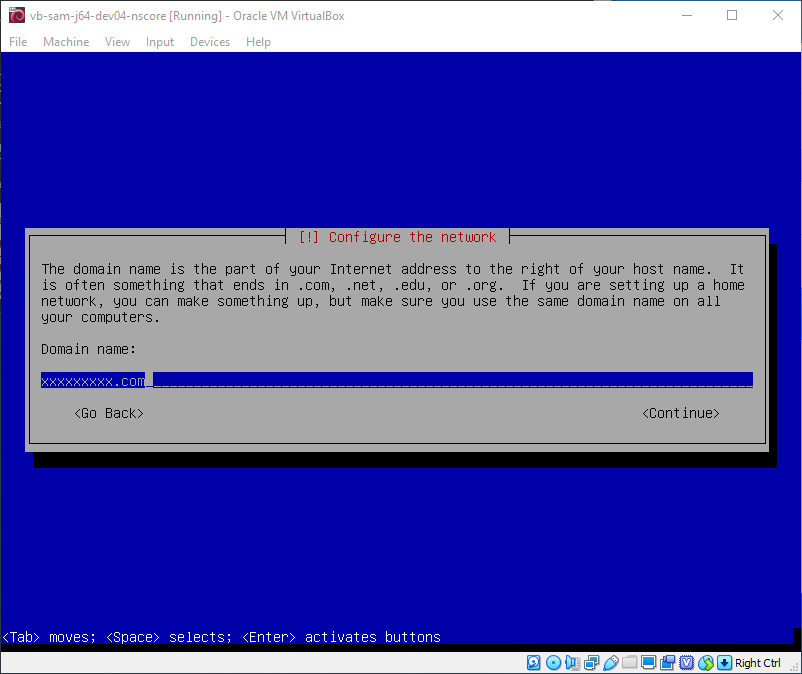 vb-sam-j64-dev04-nscore [Running] - Oracle VM VirtualBox
File Machine View Input Devices Help
[!] Configure the network
The domain name is the part of your Internet address to the right of your host name.  It
is often something that ends in .com, .net, .edu, or .org.  If you are setting up a home
network, you can make something up, but make sure you use the same domain name on all
your computers.
Domain name:
xxxxxxxxx.com
<Go Back> <Continue>
<Tab> moves; <Space> selects; <Enter> activates buttons
Right Ctrl